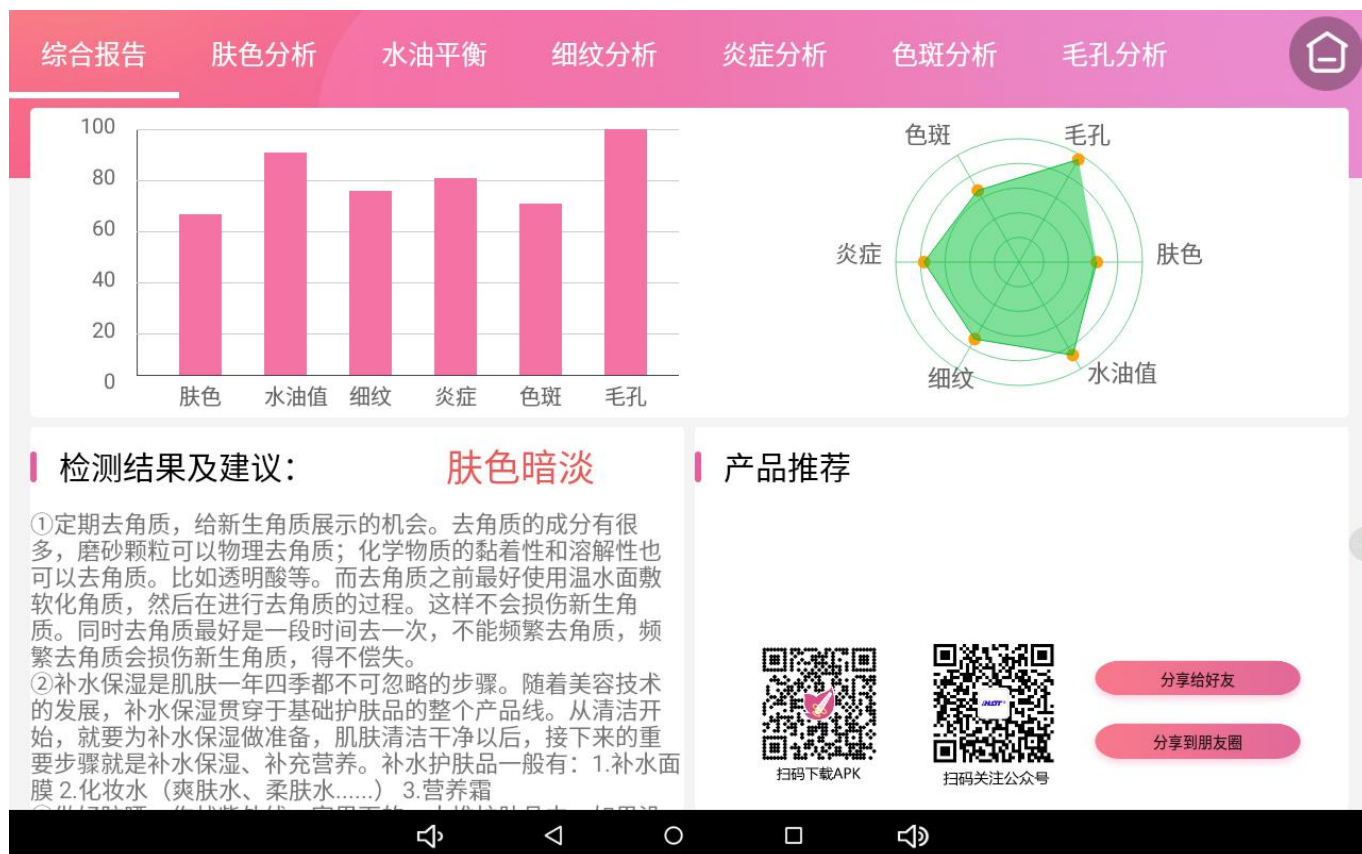 综合报告 肤色分析 水油平衡 细纹分析 炎症分析 色斑分析 毛孔分析
100
80
60
40
20
0
肤色 水油值 细纹 炎症 色斑 毛孔
色斑 毛孔
炎症 肤色
细纹 水油值
检测结果及建议：
肤色暗淡
①定期去角质，给新生角质展示的机会。去角质的成分有很
多，磨砂颗粒可以物理去角质；化学物质的黏着性和溶解性也
可以去角质。比如透明酸等。而去角质之前最好使用温水面敷
软化角质，然后在进行去角质的过程。这样不会损伤新生角
质。同时去角质最好是一段时间去一次，不能频繁去角质，频
繁去角质会损伤新生角质，得不偿失。
②补水保湿是肌肤一年四季都不可忽略的步骤。随着美容技术
的发展，补水保湿贯穿于基础护肤品的整个产品线。从清洁开
始，就要为补水保湿做准备，肌肤清洁干净以后，接下来的重
要步骤就是补水保湿、补充营养。补水护肤品一般有：1.补水面
膜 2.化妆水（爽肤水、柔肤水......） 3.营养霜
产品推荐
扫码下载APK
扫码关注公众号
分享给好友
分享到朋友圈